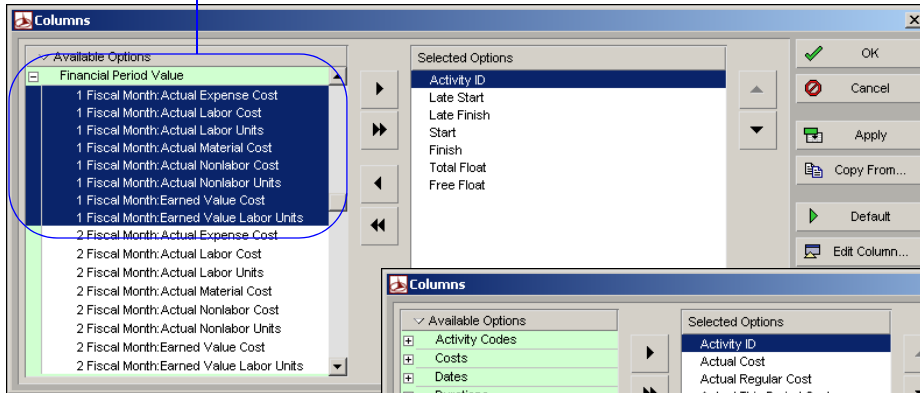 Columns
Available Options
Financial Period Value
1 Fiscal Month:Actual Expense Cost
1 Fiscal Month:Actual Labor Cost
1 Fiscal Month:Actual Labor Units
1 Fiscal Month:Actual Material Cost
1 Fiscal Month:Actual Nonlabor Cost
1 Fiscal Month:Actual Nonlabor Units
1 Fiscal Month:Earned Value Cost
1 Fiscal Month:Earned Value Labor Units
2 Fiscal Month:Actual Expense Cost
2 Fiscal Month:Actual Labor Cost
2 Fiscal Month:Actual Labor Units
2 Fiscal Month:Actual Material Cost
2 Fiscal Month:Actual Nonlabor Cost
2 Fiscal Month:Actual Nonlabor Units
2 Fiscal Month:Earned Value Cost
2 Fiscal Month:Earned Value Labor Units
Selected Options
Activity ID
Late Start
Late Finish
Start
Finish
Total Float
Free Float
OK
Cancel
Apply
Copy From...
Default
Edit Column...
Columns
Available Options
Activity Codes
Costs
Dates
Selected Options
Activity ID
Actual Cost
Actual Regular Cost